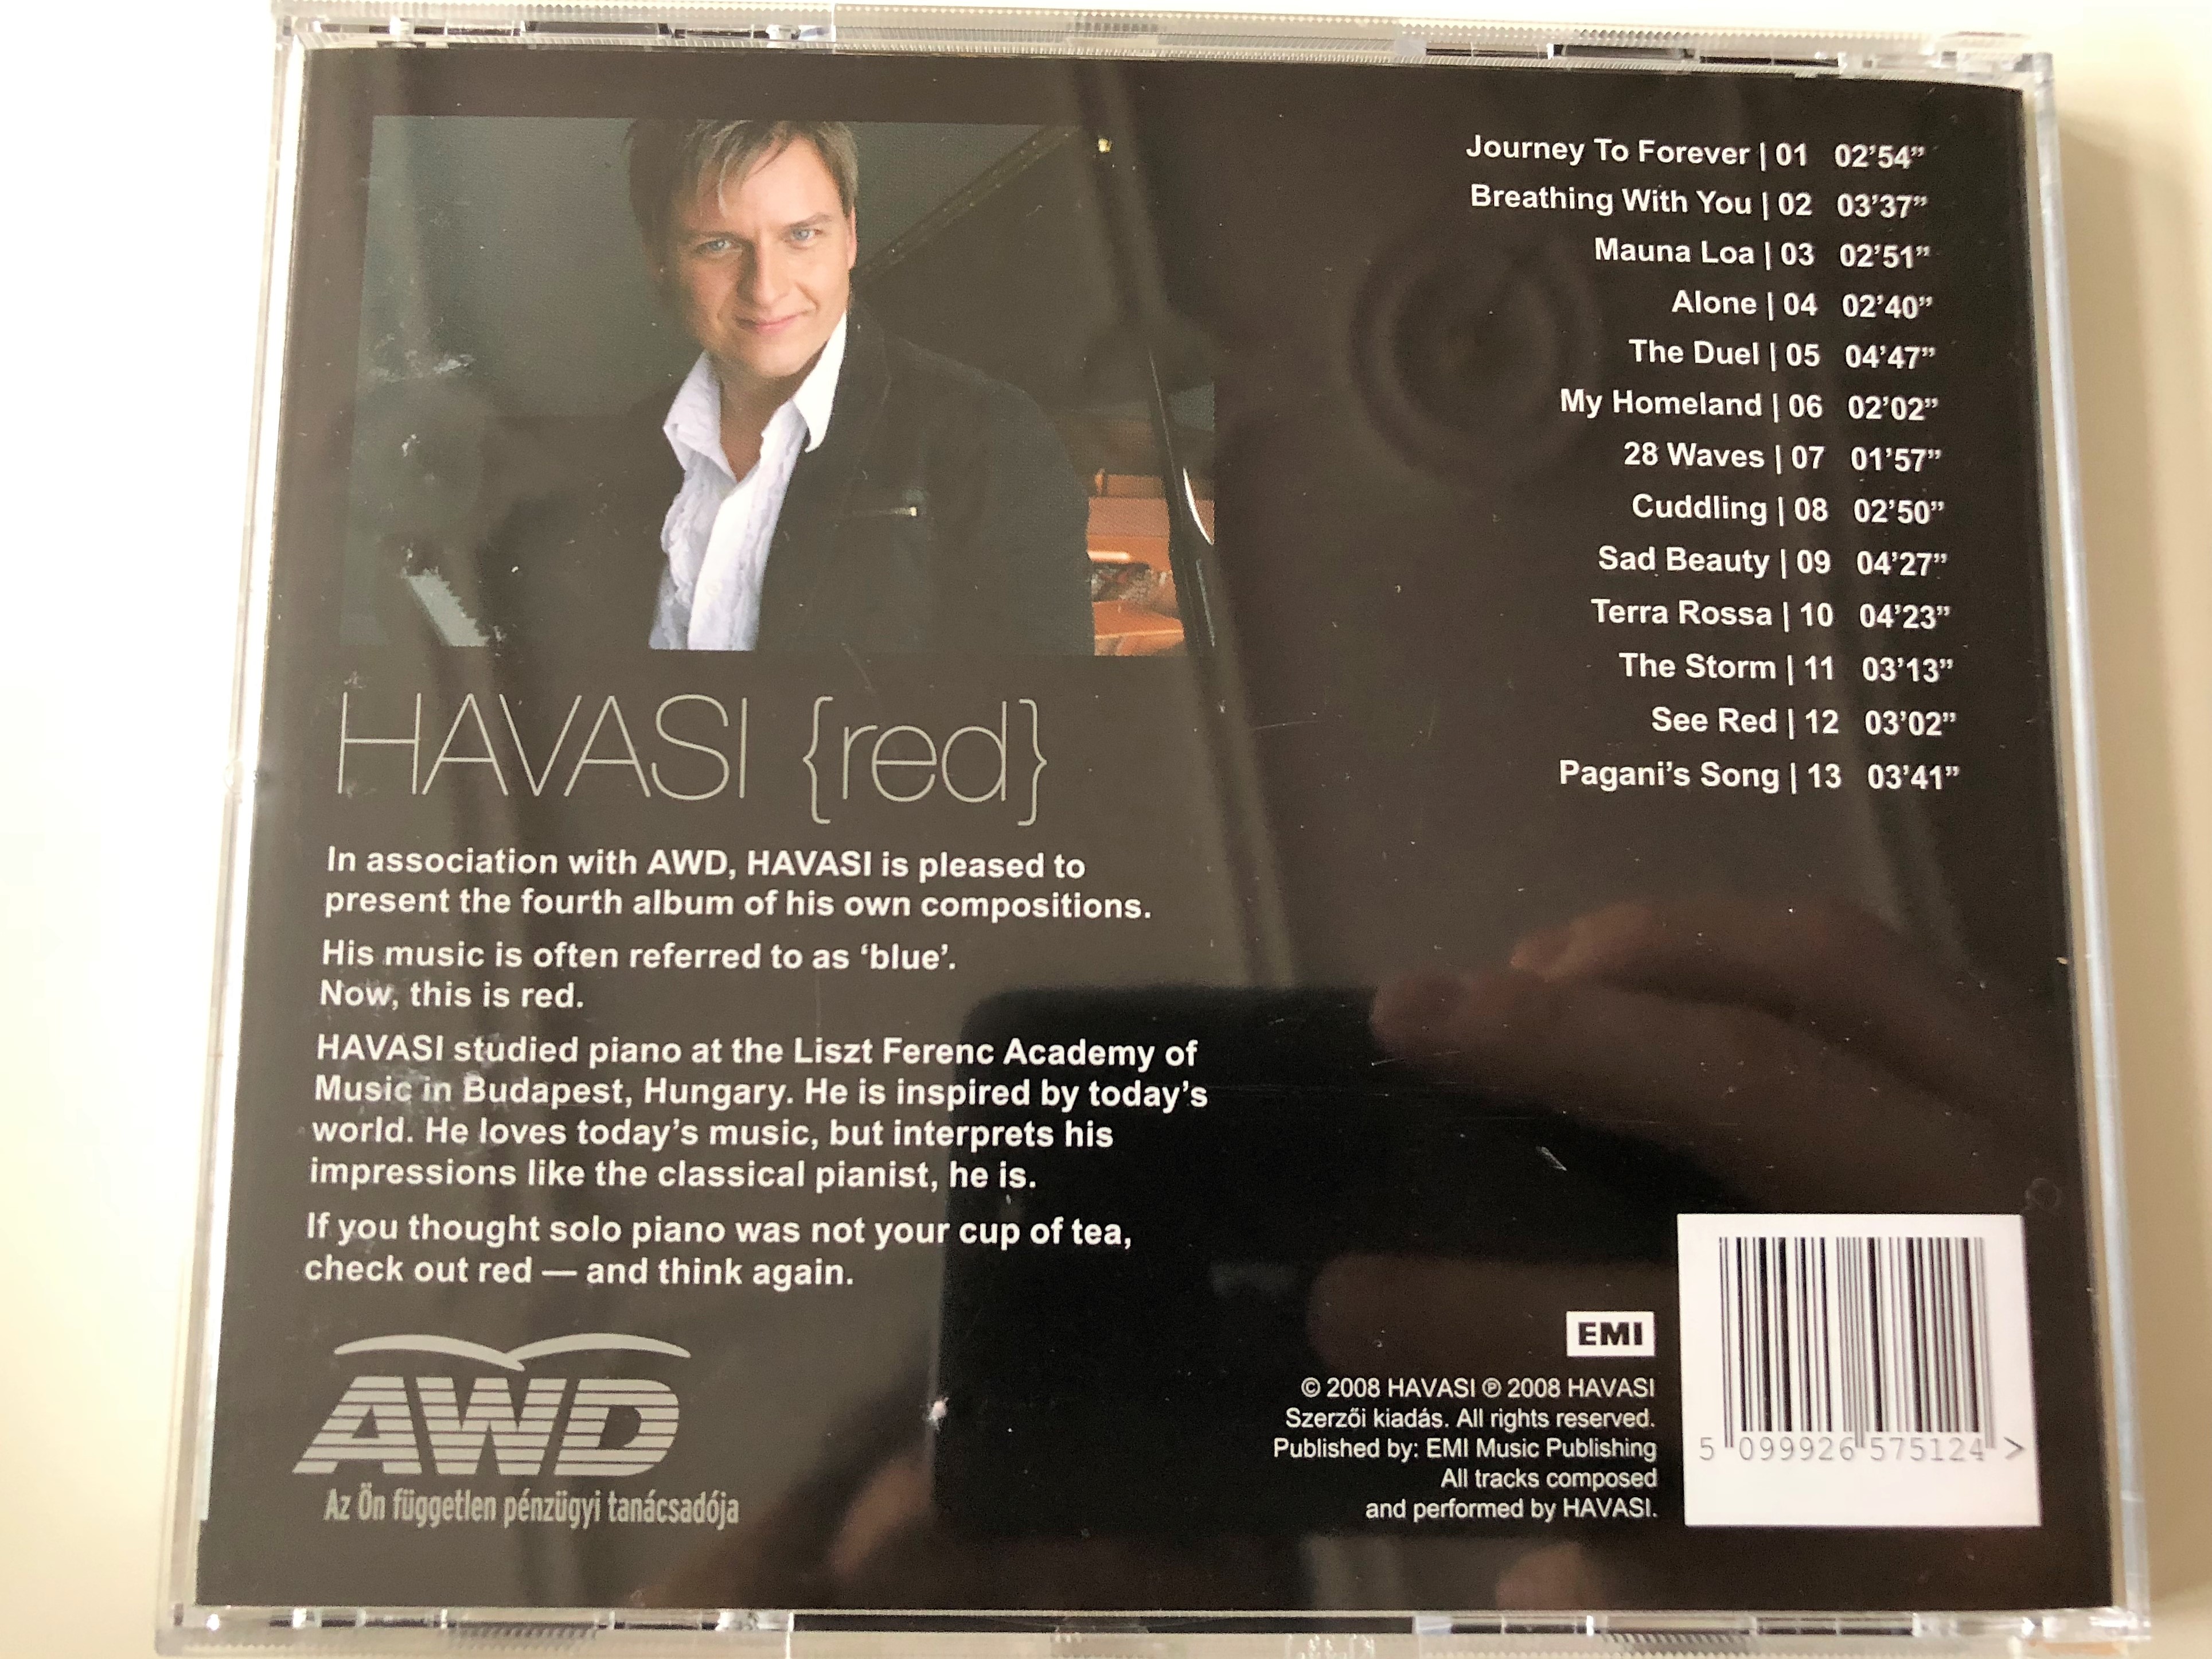 Journey To Forever | 01 02’54”
Breathing With You | 02 03’37”
Mauna Loa | 03 02’51”
Alone | 04 02’40”
The Duel | 05 04’47”
My Homeland | 06 02’02”
28 Waves | 07 01’57”
Cuddling | 08 02’50”
Sad Beauty | 09 04’27”
Terra Rossa | 10 04’23”
The Storm | 11 03’13”
See Red | 12 03’02”
Pagani’s Song | 13 03’41”
HAVASI {red}
In association with AWD, HAVASI is pleased to
present the fourth album of his own compositions.
His music is often referred to as ‘blue’.
Now, this is red.
HAVASI studied piano at the Liszt Ferenc Academy of
Music in Budapest, Hungary. He is inspired by today’s
world. He loves today’s music, but interprets his
impressions like the classical pianist, he is.
If you thought solo piano was not your cup of tea,
check out red — and think again.
AWD
Az Ön független pénzügyi tanácsadója
EMI
© 2008 HAVASI ℗ 2008 HAVASI
Szerzői kiadás. All rights reserved.
Published by: EMI Music Publishing
All tracks composed
and performed by HAVASI.
5 099926 575124 >